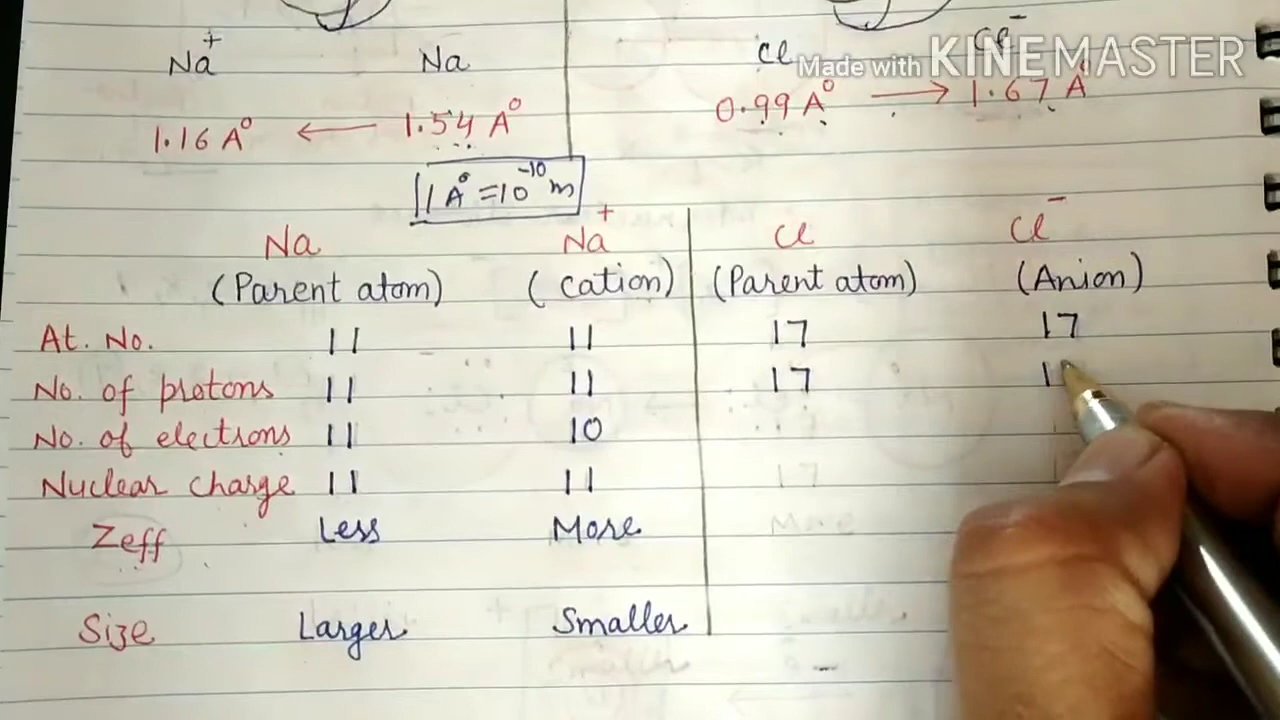 Na⁺ Na Cl Cl⁻
Made with KINEMASTER
1.16 A° ← 1.54 A° 0.99 A° → 1.67 A°
1 A° = 10⁻¹⁰ m
Na Na⁺ Cl Cl⁻
(Parent atom) (cation) (Parent atom) (Anion)
At. No. 11 11 17 17
No. of protons 11 11 17 1
No. of electrons 11 10
Nuclear charge 11 11
Zeff Less More
Size Larger Smaller